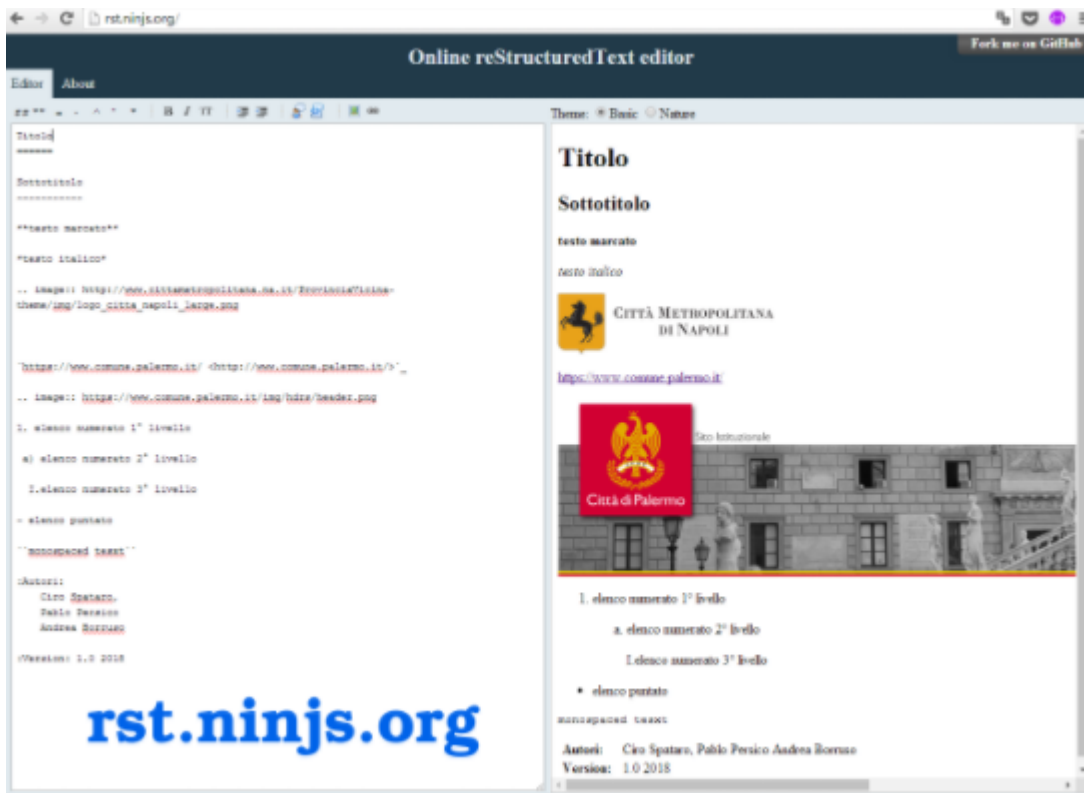 rst.ninjs.org/
Fork me on GitHub
Online reStructuredText editor
Editor About
B I TT
Theme: Basic Nature
Titolo
======
Sottotitolo
-----------
**testo marcato**
*testo italico*
.. image:: http://www.cittametropolitana.na.it/ProvinciaVicina-
theme/img/logo_citta_napoli_large.png
`https://www.comune.palermo.it/ <http://www.comune.palermo.it/>`_
.. image:: https://www.comune.palermo.it/img/hdrs/header.png
1. elenco numerato 1° livello
a) elenco numerato 2° livello
I.elenco numerato 3° livello
- elenco puntato
``monospaced tesxt``
:Autori:
Ciro Spataro,
Pablo Persico
Andrea Borruso
:Version: 1.0 2018
rst.ninjs.org
Titolo
Sottotitolo
testo marcato
testo italico
CITTÀ METROPOLITANA
DI NAPOLI
https://www.comune.palermo.it/
Sito Istituzionale
Città di Palermo
1. elenco numerato 1° livello
a. elenco numerato 2° livello
I.elenco numerato 3° livello
elenco puntato
monospaced tesxt
Autori: Ciro Spataro, Pablo Persico Andrea Borruso
Version: 1.0 2018